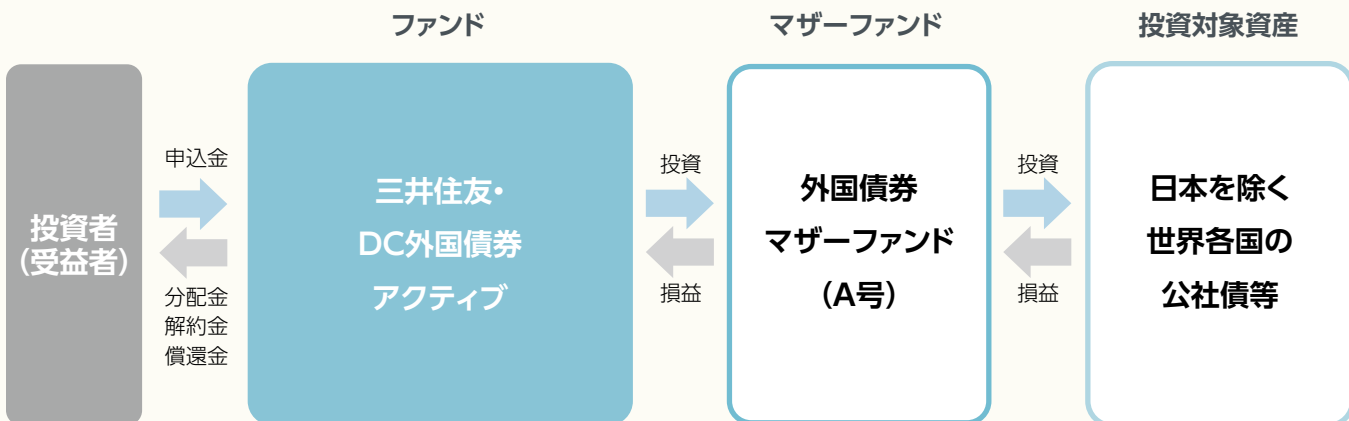 ファンド
マザーファンド
投資対象資産
投資者
(受益者)
申込金
分配金
解約金
償還金
三井住友・
DC外国債券
アクティブ
投資
損益
外国債券
マザーファンド
(A号)
投資
損益
日本を除く
世界各国の
公社債等